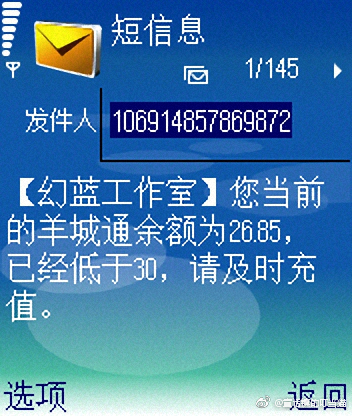 短信息
1/145
发件人 106914857869872
【幻蓝工作室】您当前
的羊城通余额为26.85,
已经低于30, 请及时充
值。
选项 返回